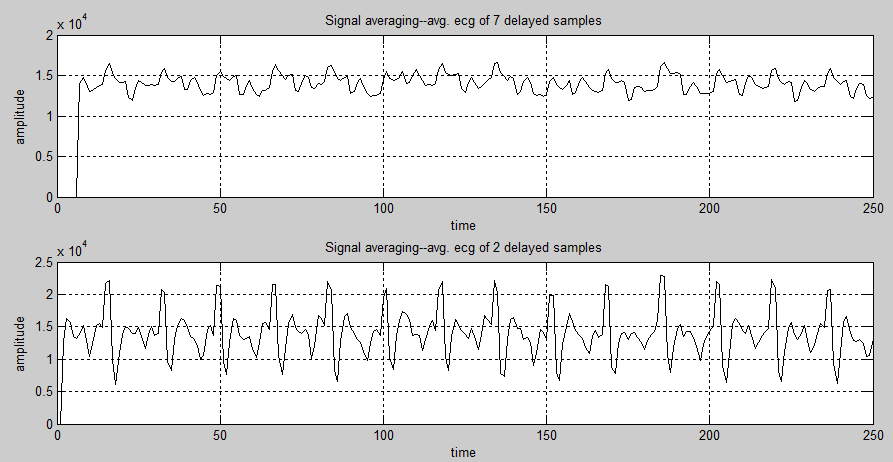 Signal averaging--avg. ecg of 7 delayed samples
x 10^4
2
1.5
1
0.5
0
amplitude
0 50 100 150 200 250
time
Signal averaging--avg. ecg of 2 delayed samples
x 10^4
2.5
2
1.5
1
0.5
0
amplitude
0 50 100 150 200 250
time